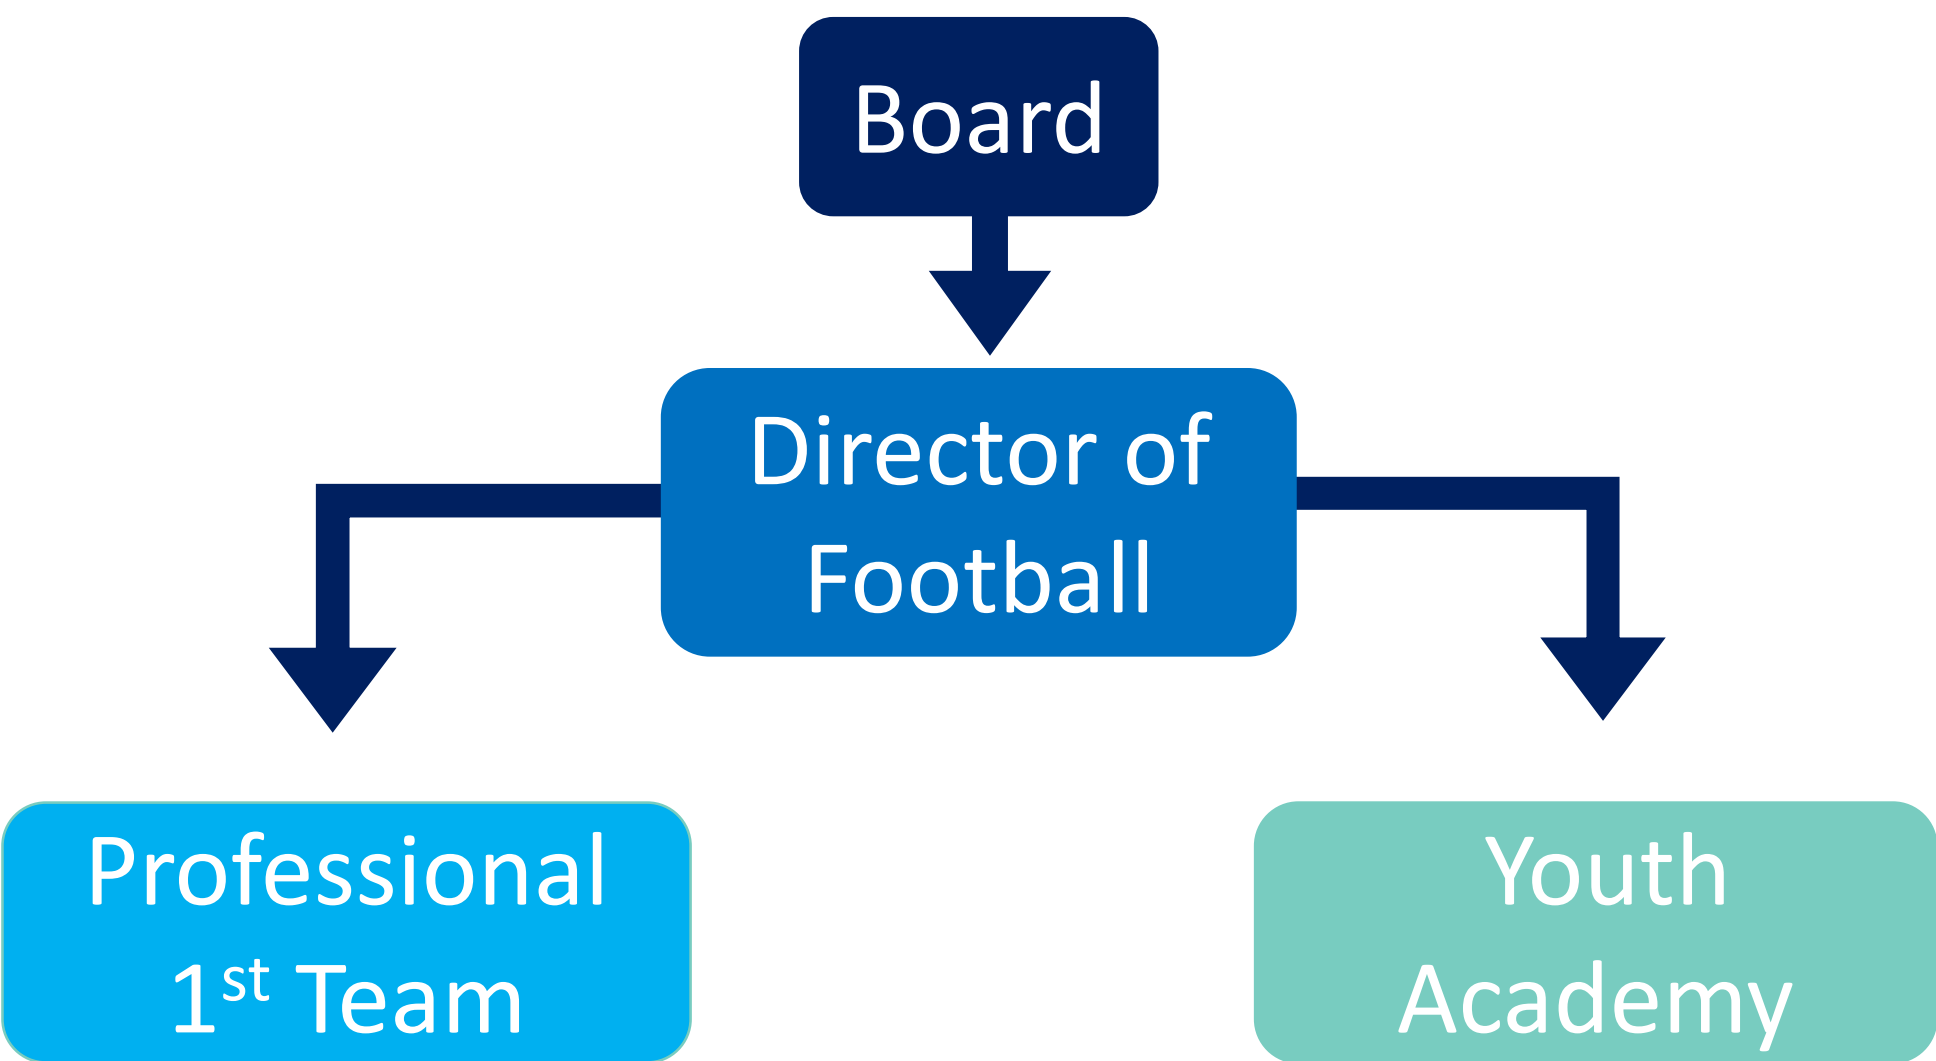 Board
Director of
Football
Professional
1st Team
Youth
Academy